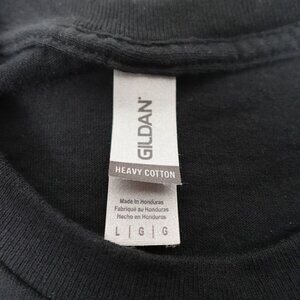 GILDAN
HEAVY COTTON
Made in Honduras
Fabriqué au Honduras
Hecho en Honduras
L | G | G